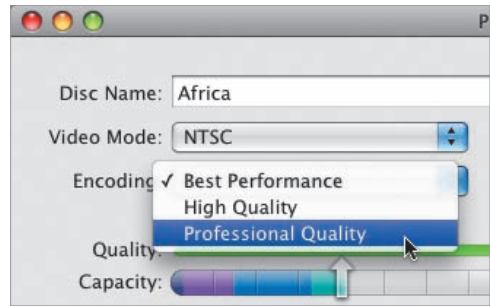 P
Disc Name: Africa
Video Mode: NTSC
Encoding ✓ Best Performance
High Quality
Professional Quality
Quality:
Capacity: